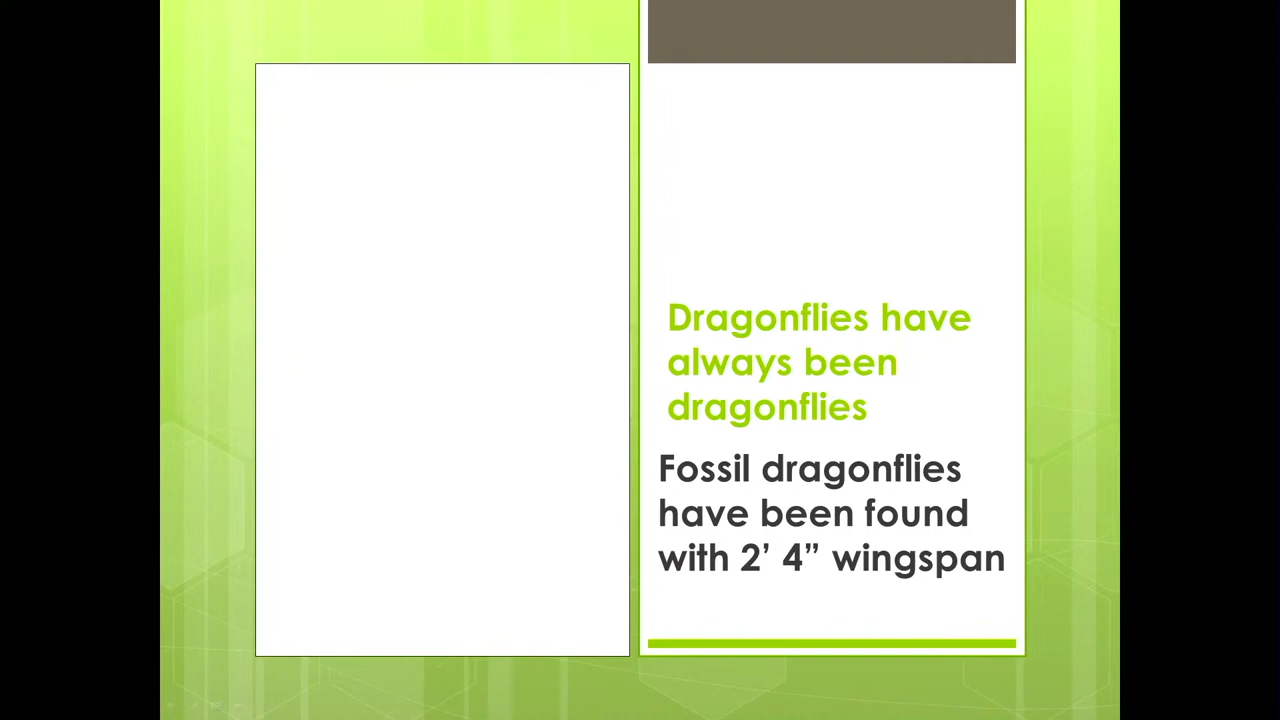 Dragonflies have
always been
dragonflies
Fossil dragonflies
have been found
with 2’ 4” wingspan